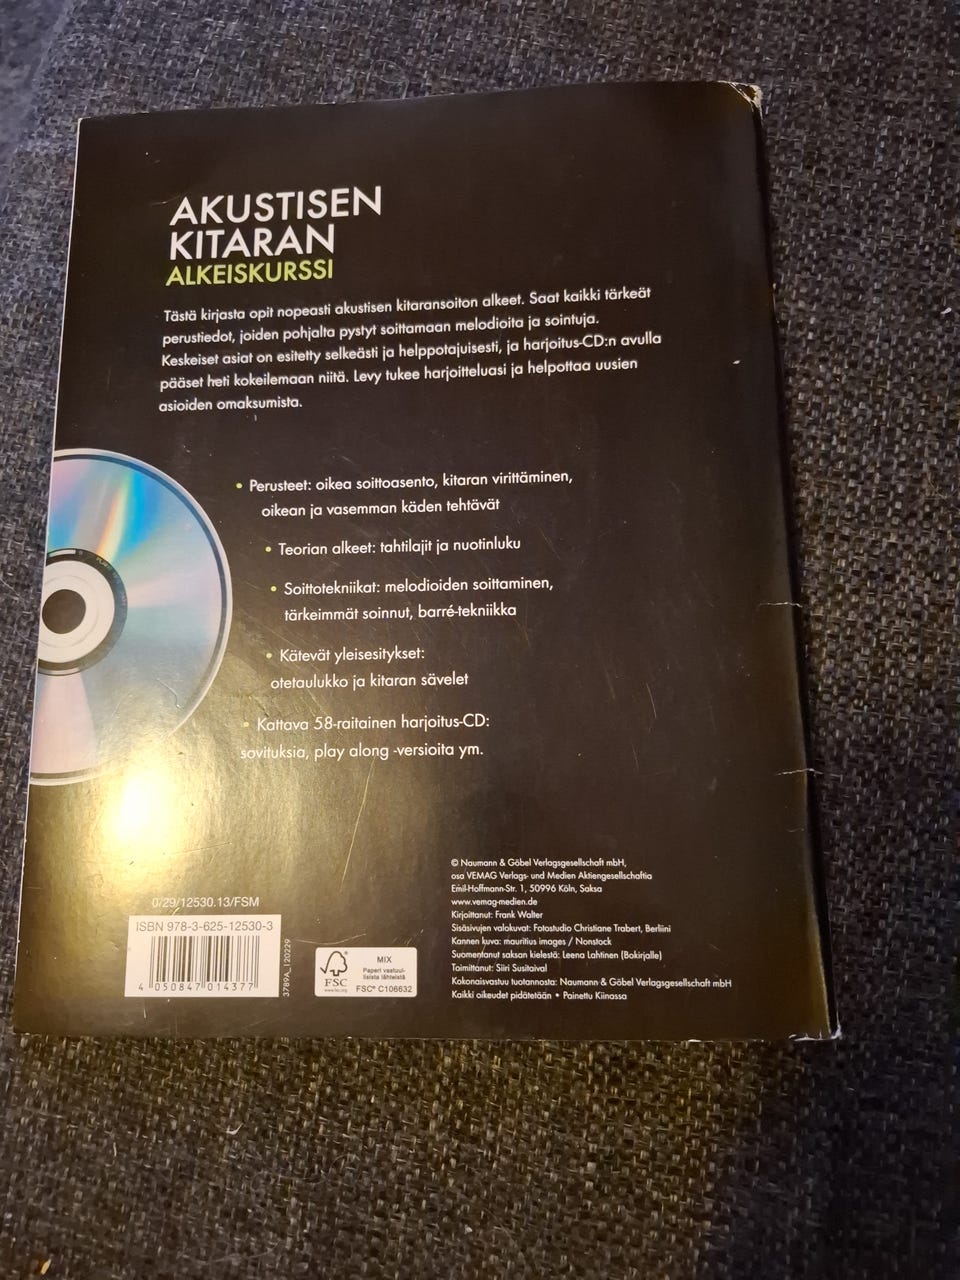 AKUSTISEN
KITARAN
ALKEISKURSSI
Tästä kirjasta opit nopeasti akustisen kitaransoiton alkeet. Saat kaikki tärkeät
perustiedot, joiden pohjalta pystyt soittamaan melodioita ja sointuja.
Keskeiset asiat on esitetty selkeästi ja helppotajuisesti, ja harjoitus-CD:n avulla
pääset heti kokeilemaan niitä. Levy tukee harjoitteluasi ja helpottaa uusien
asioiden omaksumista.
• Perusteet: oikea soittoasento, kitaran virittäminen,
oikean ja vasemman käden tehtävät
• Teorian alkeet: tahtilajit ja nuotinluku
• Soittotekniikat: melodioiden soittaminen,
tärkeimmät soinnut, barré-tekniikka
• Kätevät yleisesitykset:
otetaulukko ja kitaran sävelet
• Kattava 58-raitainen harjoitus-CD:
sovituksia, play along -versioita ym.
© Naumann & Göbel Verlagsgesellschaft mbH,
osa VEMAG Verlags- und Medien Aktiengesellschaftia
Emil-Hoffmann-Str. 1, 50996 Köln, Saksa
www.vemag-medien.de
Kirjoittanut: Frank Walter
Sisäsivujen valokuvat: Fotostudio Christiane Trabert, Berliini
Kannen kuva: mauritius images / Nonstock
Suomentanut saksan kielestä: Leena Lahtinen (Bokirjalle)
Toimittanut: Siiri Susitaival
Kokonaisvastuu tuotannosta: Naumann & Göbel Verlagsgesellschaft mbH
Kaikki oikeudet pidätetään • Painettu Kiinassa
0/29/12530.13/FSM
ISBN 978-3-625-12530-3
4 050847 014377
3789A_120229
FSC
www.fsc.org
MIX
Paperi vastuul-
lisista lähteistä
FSC® C106632